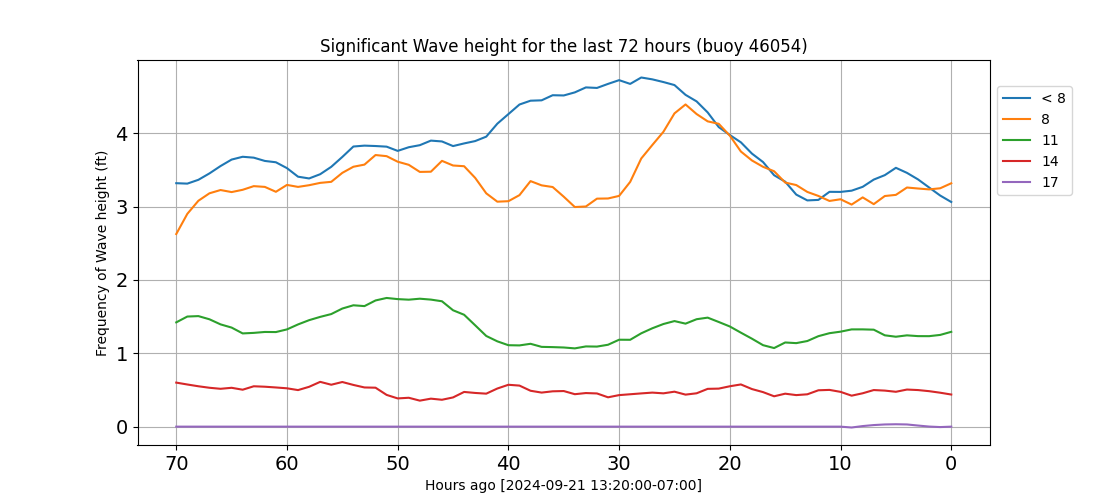 Significant Wave height for the last 72 hours (buoy 46054)
Frequency of Wave height (ft)
4
3
2
1
0
70 60 50 40 30 20 10 0
Hours ago [2024-09-21 13:20:00-07:00]
< 8
8
11
14
17